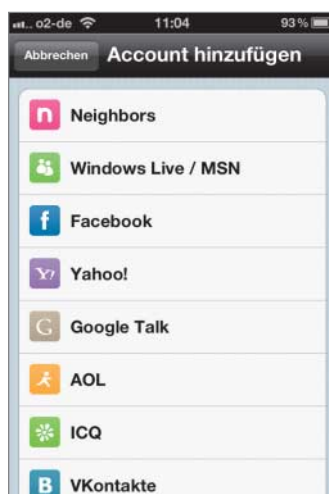 o2-de 11:04 93%
Abbrechen Account hinzufügen
n Neighbors
Windows Live / MSN
f Facebook
Y! Yahoo!
G Google Talk
AOL
ICQ
B VKontakte